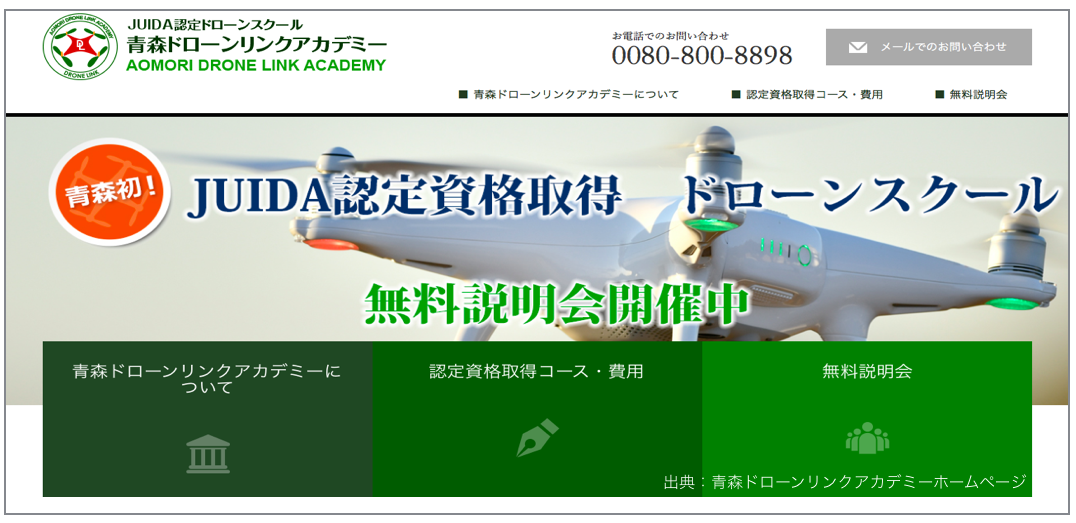 AOMORI DRONE LINK ACADEMY
DL
DRONE LINK
JUIDA認定ドローンスクール
青森ドローンリンクアカデミー
AOMORI DRONE LINK ACADEMY
お電話でのお問い合わせ
0080-800-8898
メールでのお問い合わせ
■ 青森ドローンリンクアカデミーについて
■ 認定資格取得コース・費用
■ 無料説明会
青森初！
JUIDA認定資格取得　ドローンスクール
無料説明会開催中
青森ドローンリンクアカデミーに
ついて
認定資格取得コース・費用
無料説明会
出典：青森ドローンリンクアカデミーホームページ